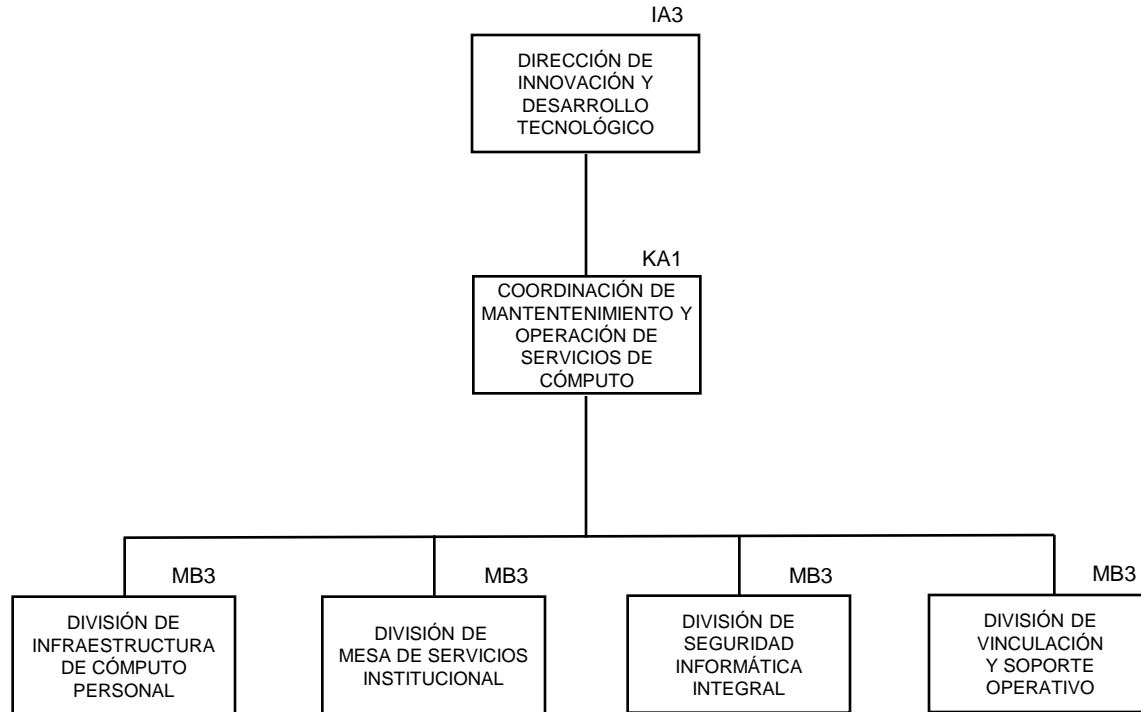 IA3
DIRECCIÓN DE
INNOVACIÓN Y
DESARROLLO
TECNOLÓGICO
KA1
COORDINACIÓN DE
MANTENTENIMIENTO Y
OPERACIÓN DE
SERVICIOS DE
CÓMPUTO
MB3
DIVISIÓN DE
INFRAESTRUCTURA
DE CÓMPUTO
PERSONAL
MB3
DIVISIÓN DE
MESA DE SERVICIOS
INSTITUCIONAL
MB3
DIVISIÓN DE
SEGURIDAD
INFORMÁTICA
INTEGRAL
MB3
DIVISIÓN DE
VINCULACIÓN
Y SOPORTE
OPERATIVO